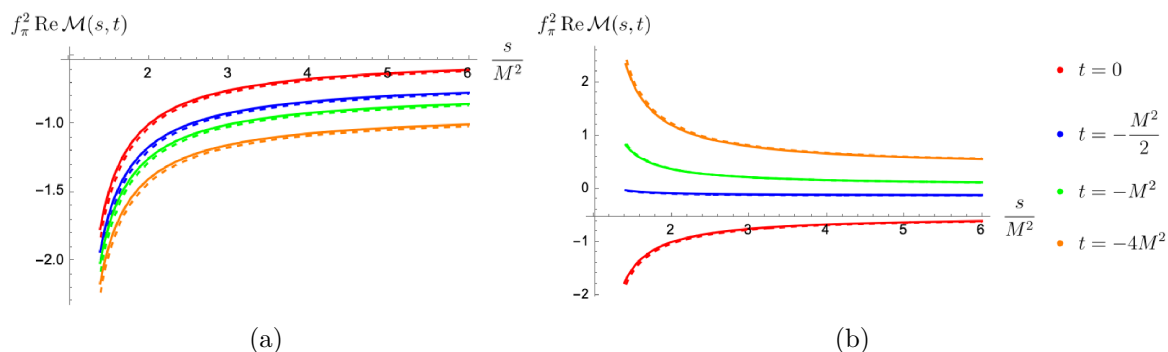 f_π^2 Re M(s, t)
s/M^2
2 3 4 5 6
−1.0
−1.5
−2.0
(a)
f_π^2 Re M(s, t)
2
1
0
−1
−2
s/M^2
2 3 4 5 6
(b)
t = 0
t = −M^2/2
t = −M^2
t = −4M^2